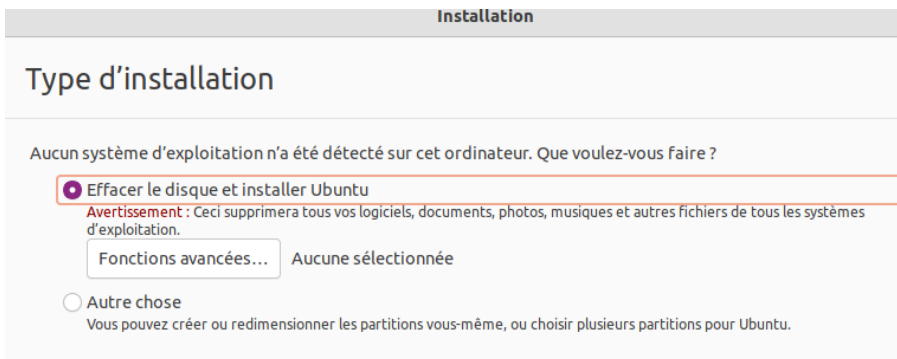 Installation
Type d’installation
Aucun système d’exploitation n’a été détecté sur cet ordinateur. Que voulez-vous faire ?
Effacer le disque et installer Ubuntu
Avertissement : Ceci supprimera tous vos logiciels, documents, photos, musiques et autres fichiers de tous les systèmes
d’exploitation.
Fonctions avancées… Aucune sélectionnée
Autre chose
Vous pouvez créer ou redimensionner les partitions vous-même, ou choisir plusieurs partitions pour Ubuntu.